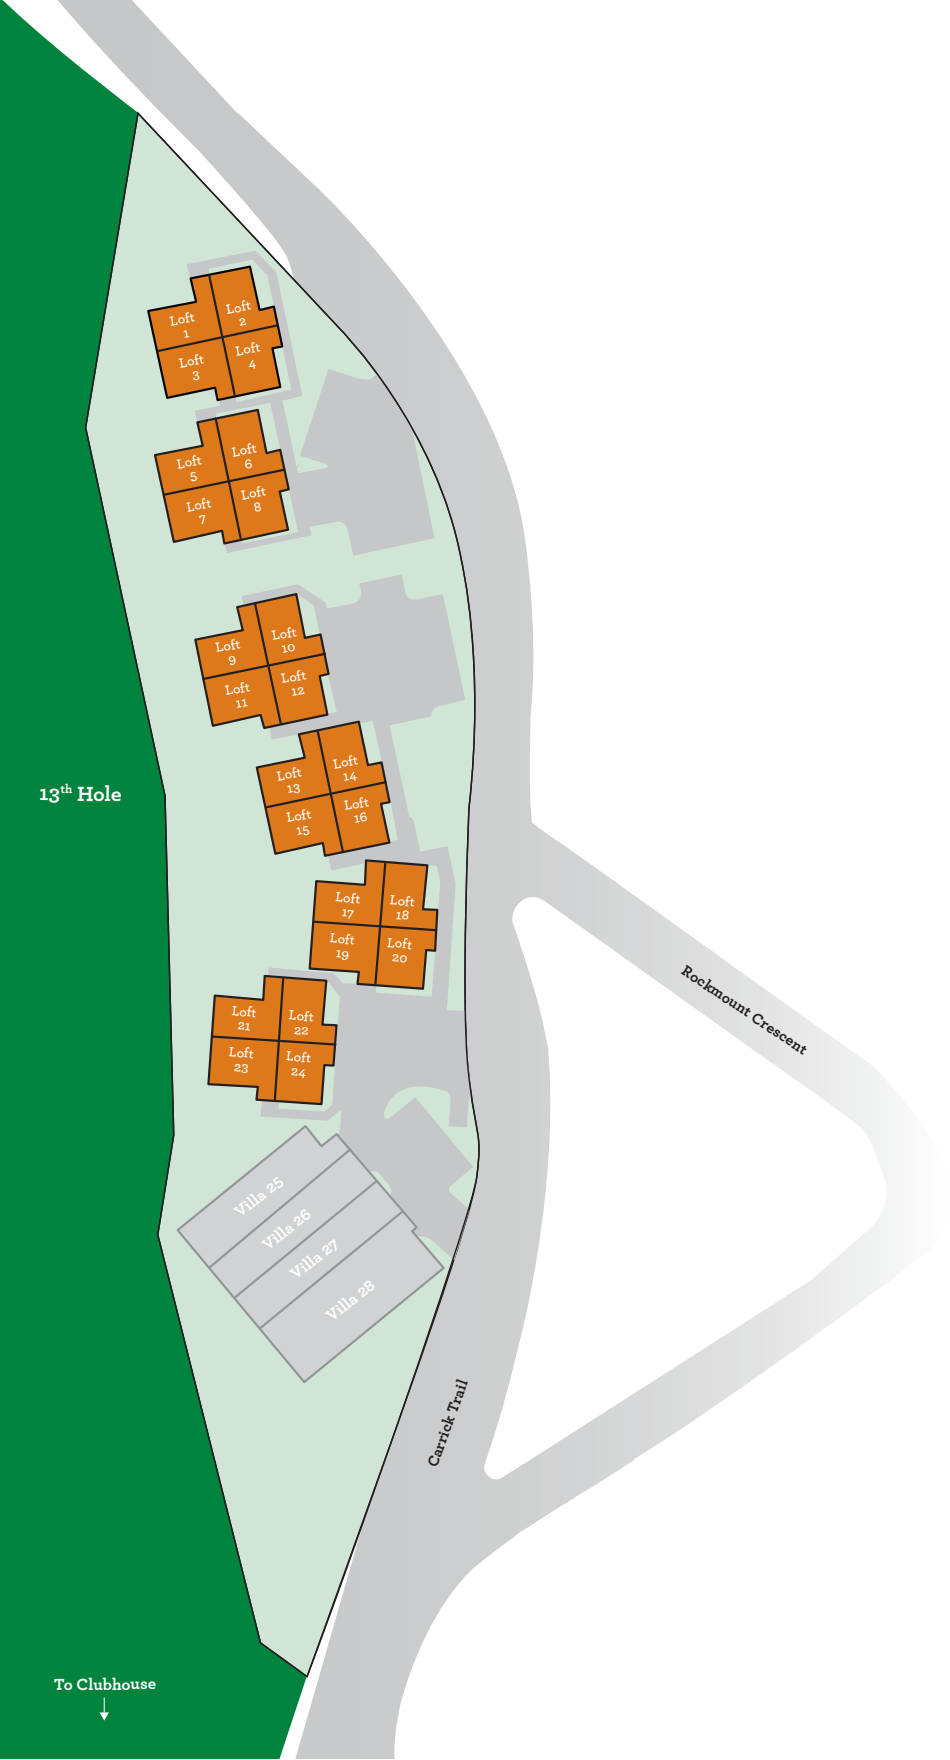 Loft
1
Loft
2
Loft
3
Loft
4
Loft
5
Loft
6
Loft
7
Loft
8
Loft
9
Loft
10
Loft
11
Loft
12
Loft
13
Loft
14
Loft
15
Loft
16
13th Hole
Loft
17
Loft
18
Loft
19
Loft
20
Rockmount Crescent
Loft
21
Loft
22
Loft
23
Loft
24
Villa 25
Villa 26
Villa 27
Villa 28
Carrick Trail
To Clubhouse